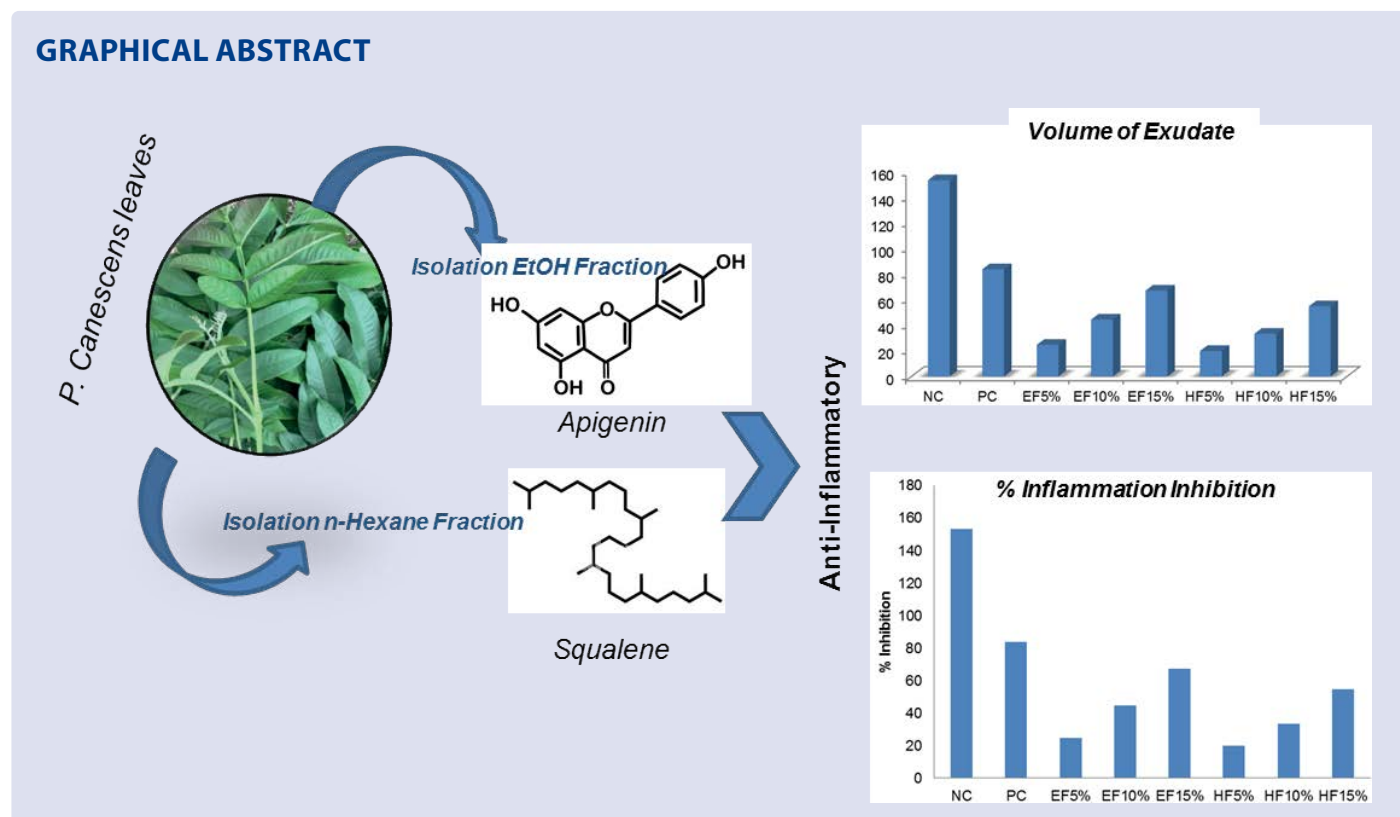 GRAPHICAL ABSTRACT
P. Canescens leaves
Isolation EtOH Fraction
OH
HO
O
OH
O
Apigenin
Isolation n-Hexane Fraction
Squalene
Anti-Inflammatory
Volume of Exudate
160
140
120
100
80
60
40
20
0
NC PC EF5% EF10% EF15% HF5% HF10% HF15%
% Inflammation Inhibition
% Inhibition
180
160
140
120
100
80
60
40
20
0
NC PC EF5% EF10% EF15% HF5% HF10% HF15%